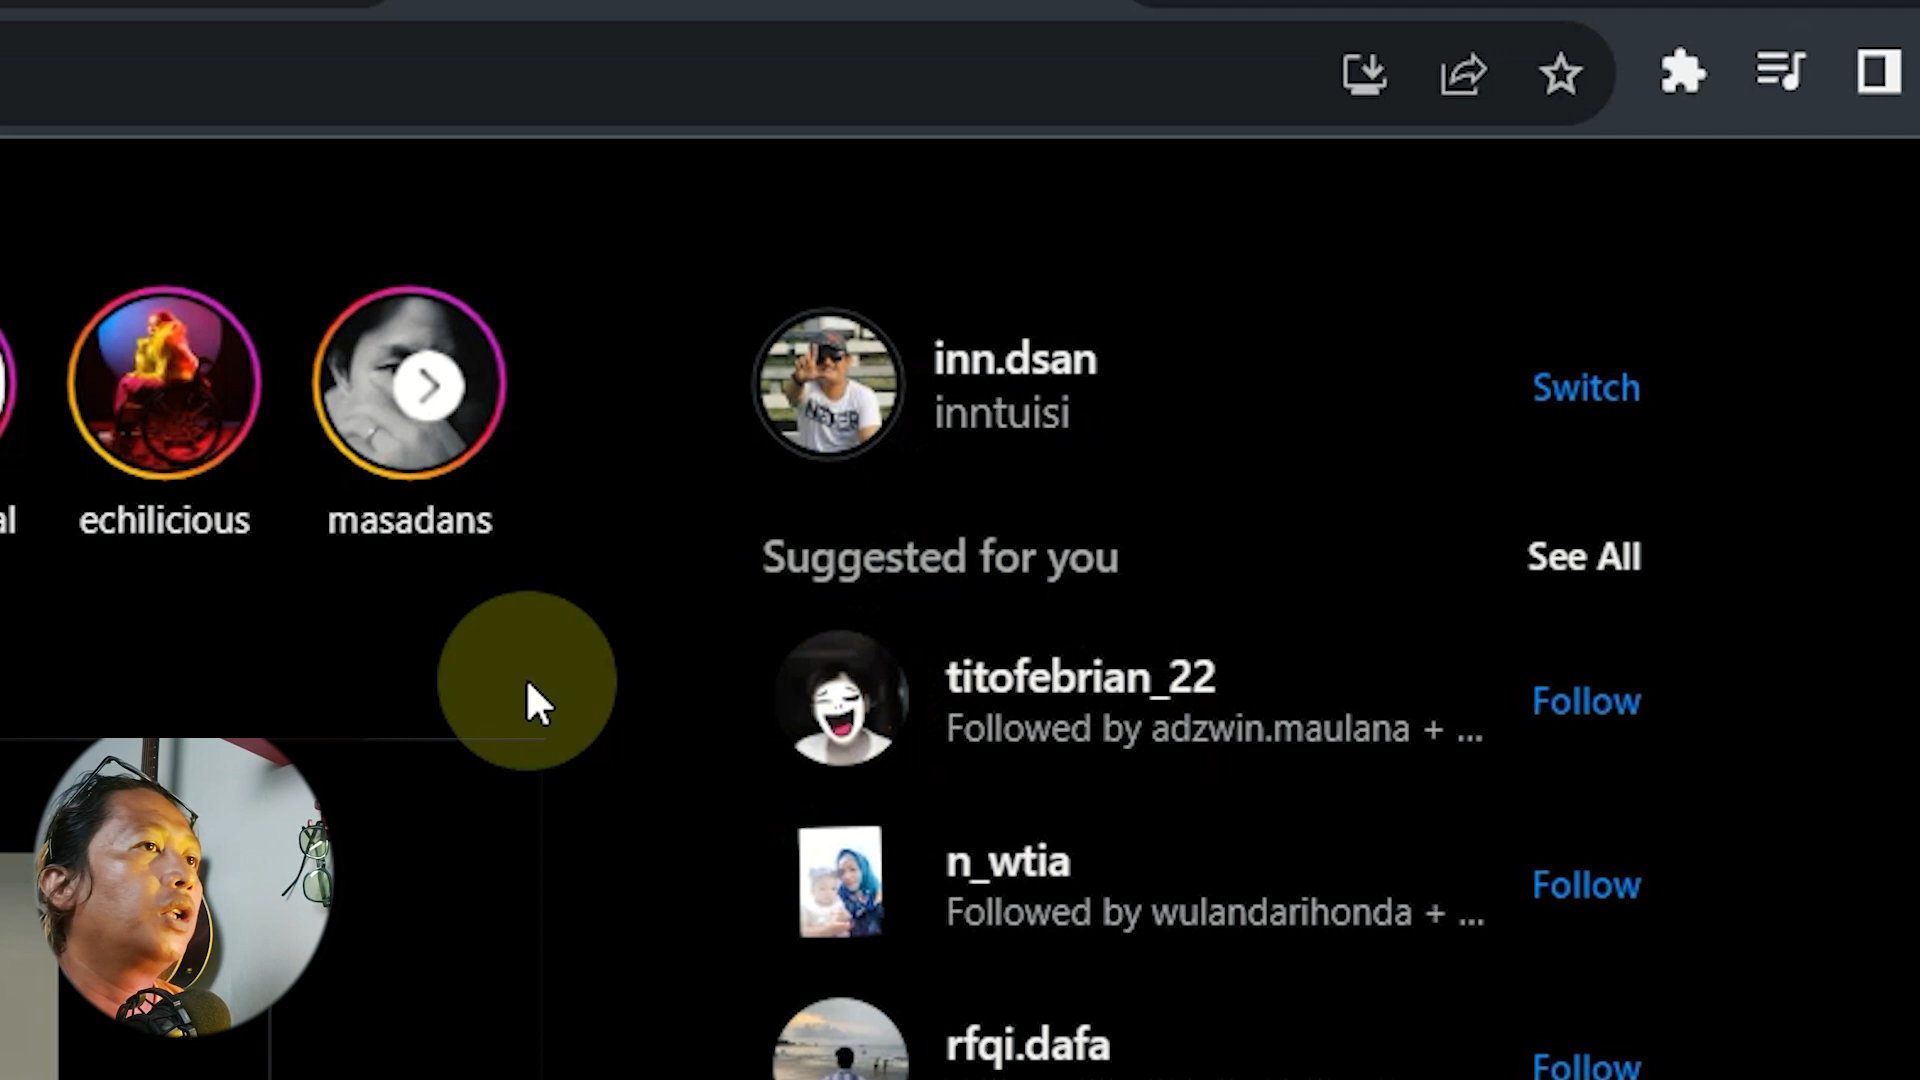 inn.dsan
inntuisi
Switch
al
echilicious
masadans
Suggested for you
See All
titofebrian_22
Followed by adzwin.maulana + ...
Follow
n_wtia
Followed by wulandarihonda + ...
Follow
rfqi.dafa
Follow